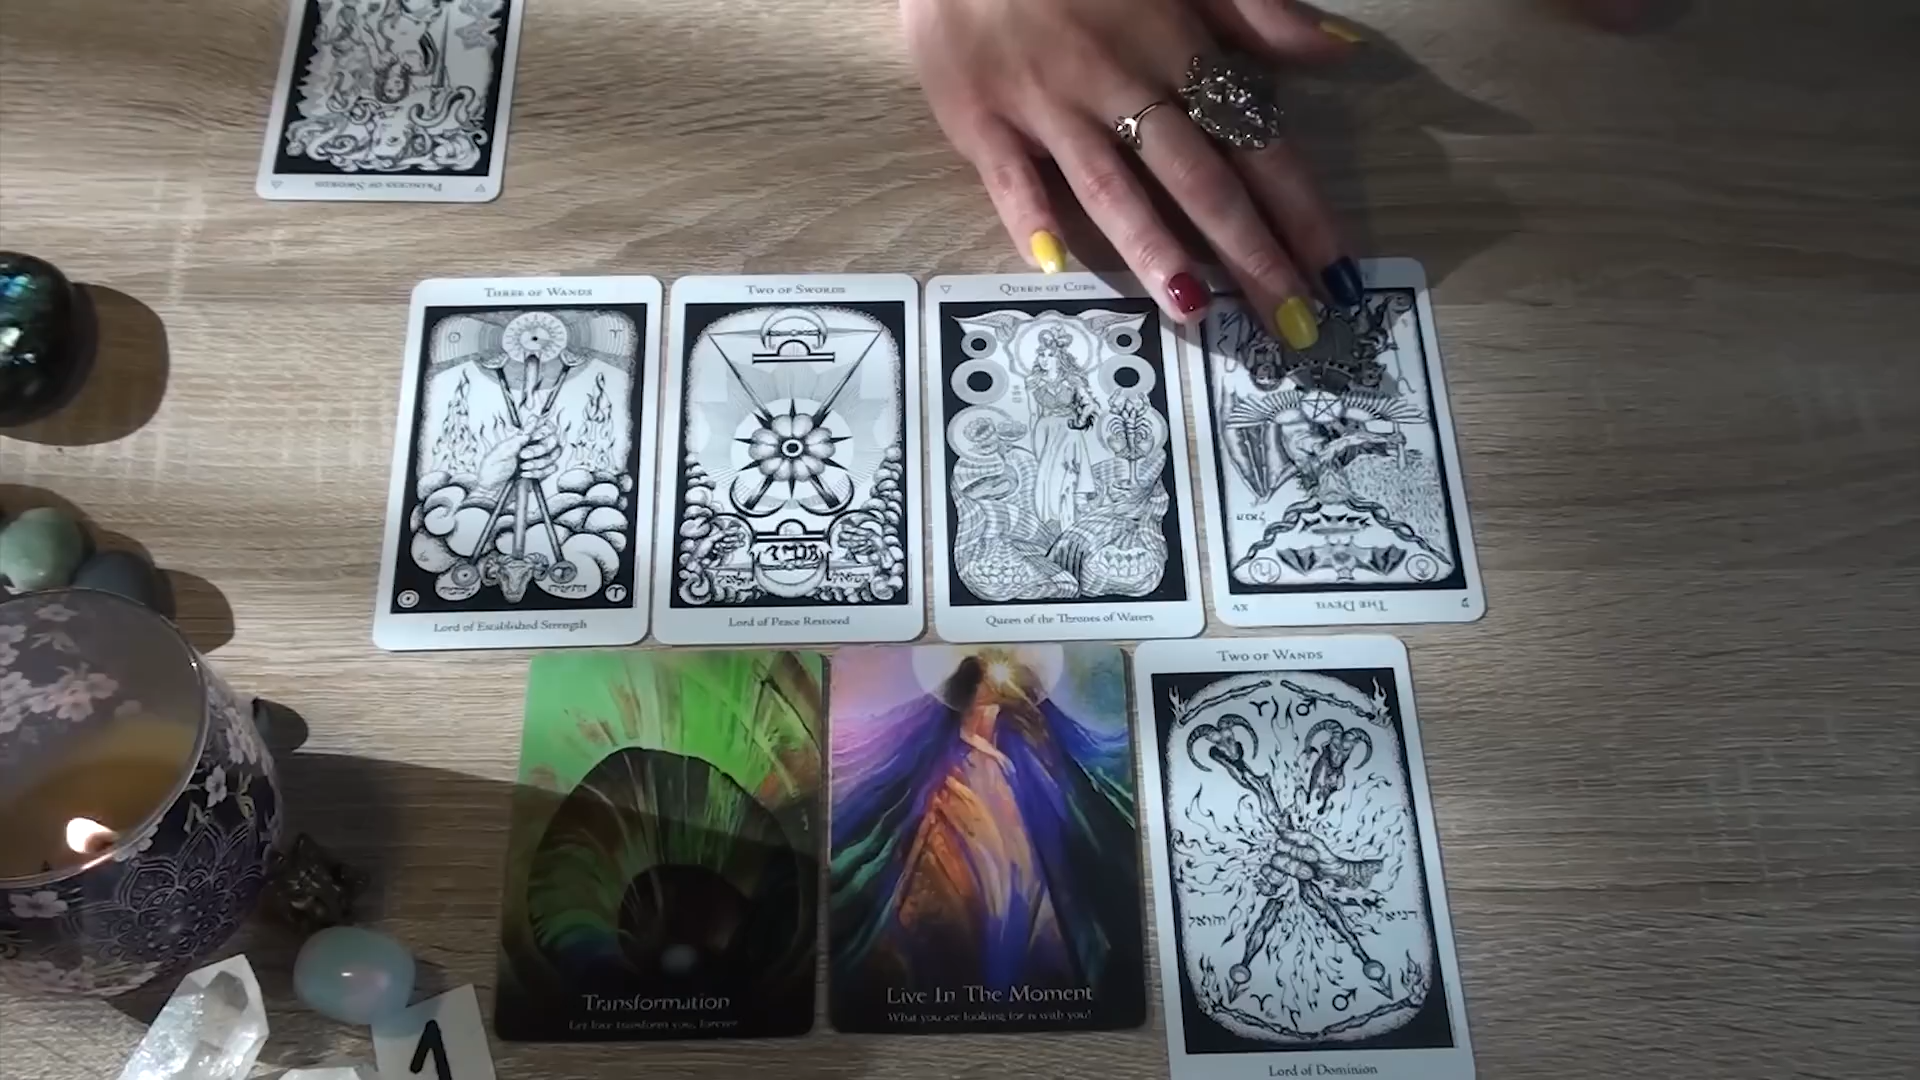 PRINCESS OF SWORDS
THREE OF WANDS
Lord of Established Strength
TWO OF SWORDS
Lord of Peace Restored
QUEEN OF CUPS
Queen of the Thrones of Waters
XV
THE DEVIL
Transformation
Let love transform you, forever
Live In The Moment
What you are looking for is with you!
TWO OF WANDS
והואל
דניאל
Lord of Dominion
1